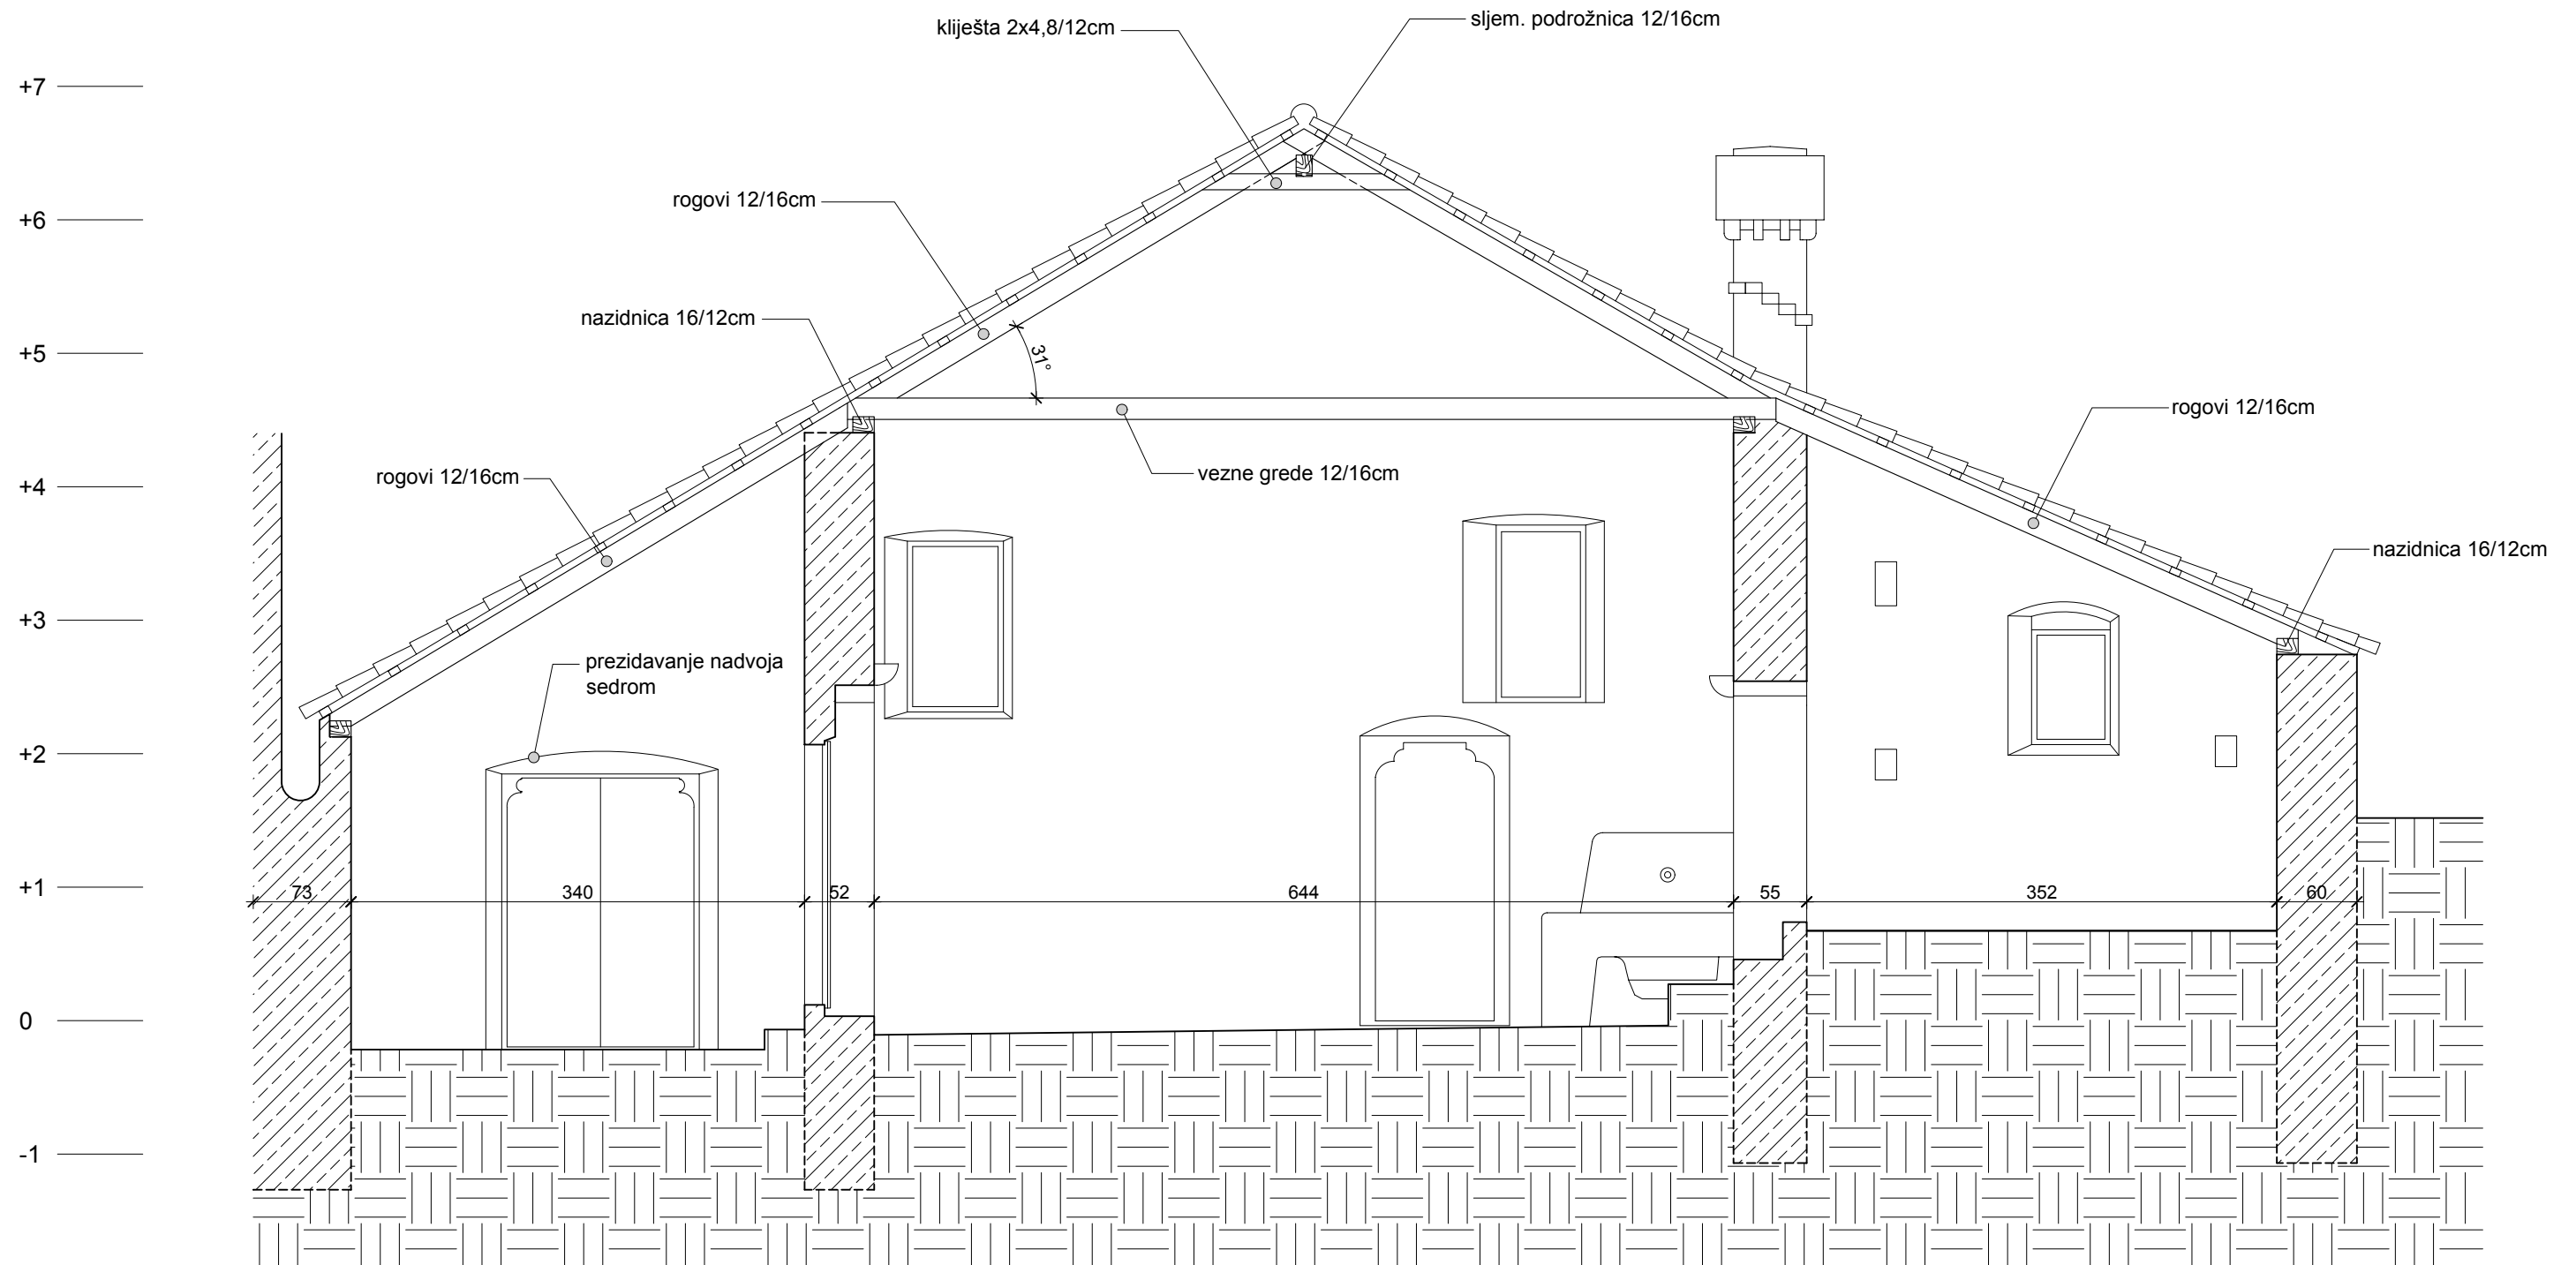 kliješta 2x4,8/12cm
sljem. podrožnica 12/16cm
+7
rogovi 12/16cm
+6
nazidnica 16/12cm
+5
31°
rogovi 12/16cm
rogovi 12/16cm
vezne grede 12/16cm
+4
nazidnica 16/12cm
+3
prezidavanje nadvoja
sedrom
+2
+1
73
340
52
644
55
352
60
0
-1